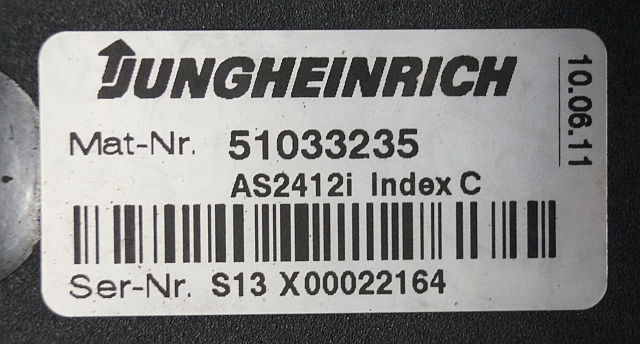 JUNGHEINRICH
Mat-Nr. 51033235
AS2412i Index C
Ser-Nr. S13 X00022164
10.06.11